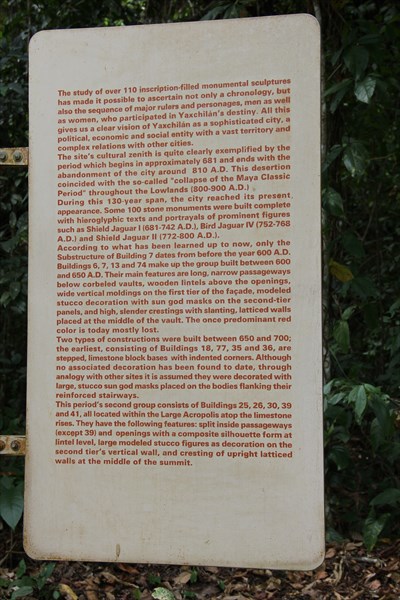 The study of over 110 inscription-filled monumental sculptures
has made it possible to ascertain not only a chronology, but
also the sequence of major rulers and personages, men as well
as women, who participated in Yaxchilán's destiny. All this
gives us a clear vision of Yaxchilán as a sophisticated city, a
political, economic and social entity with a vast territory and
complex relations with other cities.
The site's cultural zenith is quite clearly exemplified by the
period which begins in approximately 681 and ends with the
abandonment of the city around 810 A.D. This desertion
coincided with the so-called "collapse of the Maya Classic
Period" throughout the Lowlands (800-900 A.D.)
During this 130-year span, the city reached its present
appearance. Some 100 stone monuments were built complete
with hieroglyphic texts and portrayals of prominent figures
such as Shield Jaguar I (681-742 A.D.), Bird Jaguar IV (752-768
A.D.) and Shield Jaguar II (772-800 A.D.).
According to what has been learned up to now, only the
Substructure of Building 7 dates from before the year 600 A.D.
Buildings 6, 7, 13 and 74 make up the group built between 600
and 650 A.D. Their main features are long, narrow passageways
below corbeled vaults, wooden lintels above the openings,
wide vertical moldings on the first tier of the façade, modeled
stucco decoration with sun god masks on the second-tier
panels, and high, slender crestings with slanting, latticed walls
placed at the middle of the vault. The once predominant red
color is today mostly lost.
Two types of constructions were built between 650 and 700;
the earliest, consisting of Buildings 18, 77, 35 and 36, are
stepped, limestone block bases with indented corners. Although
no associated decoration has been found to date, through
analogy with other sites it is assumed they were decorated with
large, stucco sun god masks placed on the bodies flanking their
reinforced stairways.
This period's second group consists of Buildings 25, 26, 30, 39
and 41, all located within the Large Acropolis atop the limestone
rises. They have the following features: split inside passageways
(except 39) and openings with a composite silhouette form at
lintel level, large modeled stucco figures as decoration on the
second tier's vertical wall, and cresting of upright latticed
walls at the middle of the summit.